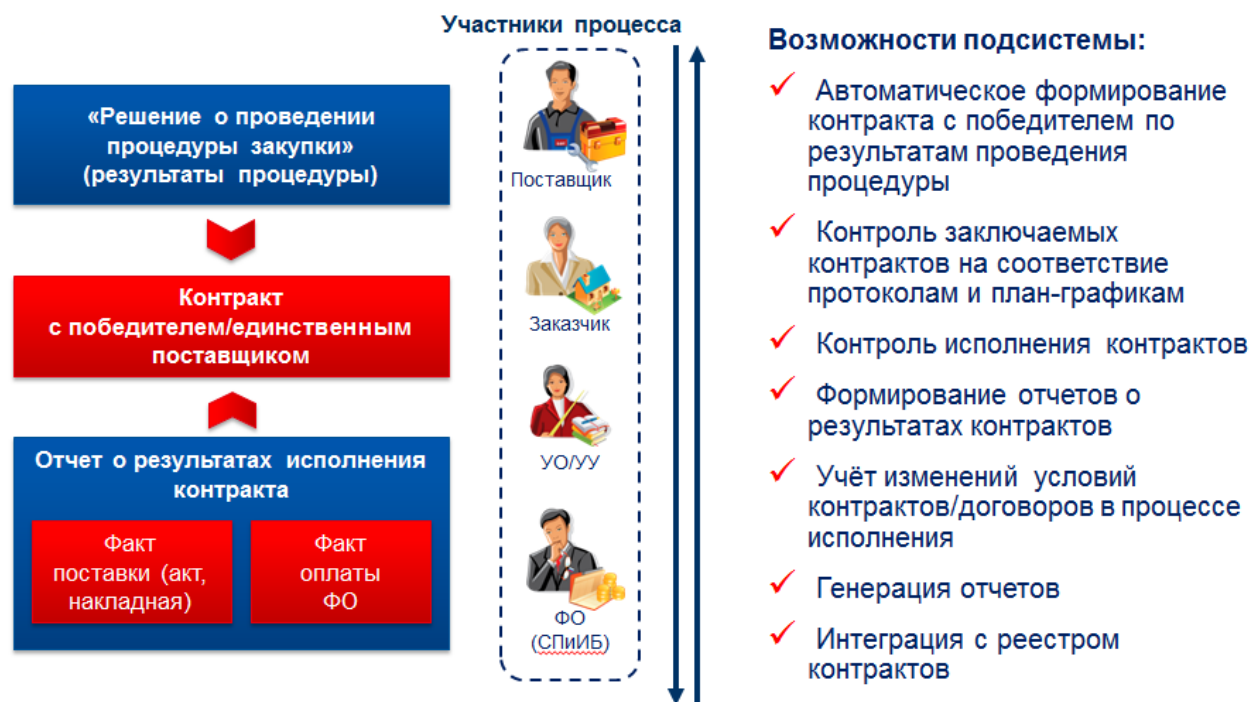 Участники процесса
«Решение о проведении
процедуры закупки»
(результаты процедуры)
Контракт
с победителем/единственным
поставщиком
Отчет о результатах исполнения
контракта
Факт
поставки (акт,
накладная)
Факт
оплаты
ФО
Поставщик
Заказчик
УО/УУ
ФО
(СПиИБ)
Возможности подсистемы:
Автоматическое формирование
контракта с победителем по
результатам проведения
процедуры
Контроль заключаемых
контрактов на соответствие
протоколам и план-графикам
Контроль исполнения контрактов
Формирование отчетов о
результатах контрактов
Учёт изменений условий
контрактов/договоров в процессе
исполнения
Генерация отчетов
Интеграция с реестром
контрактов